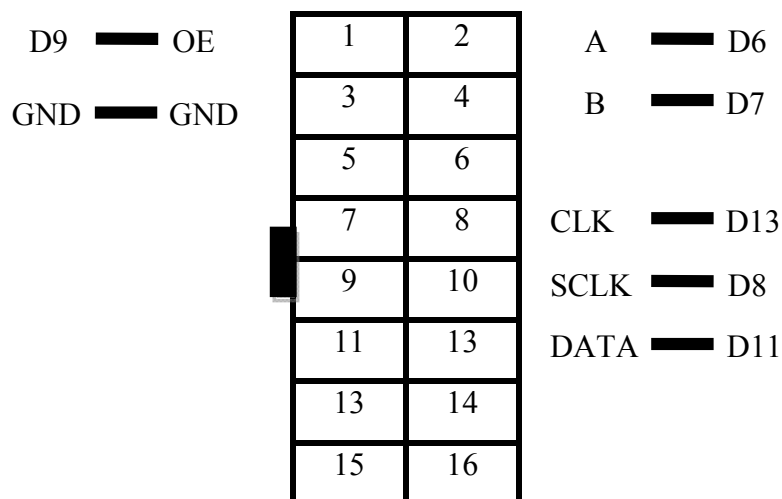 D9 OE 1 2 A D6
GND GND 3 4 B D7
5 6
7 8 CLK D13
9 10 SCLK D8
11 13 DATA D11
13 14
15 16